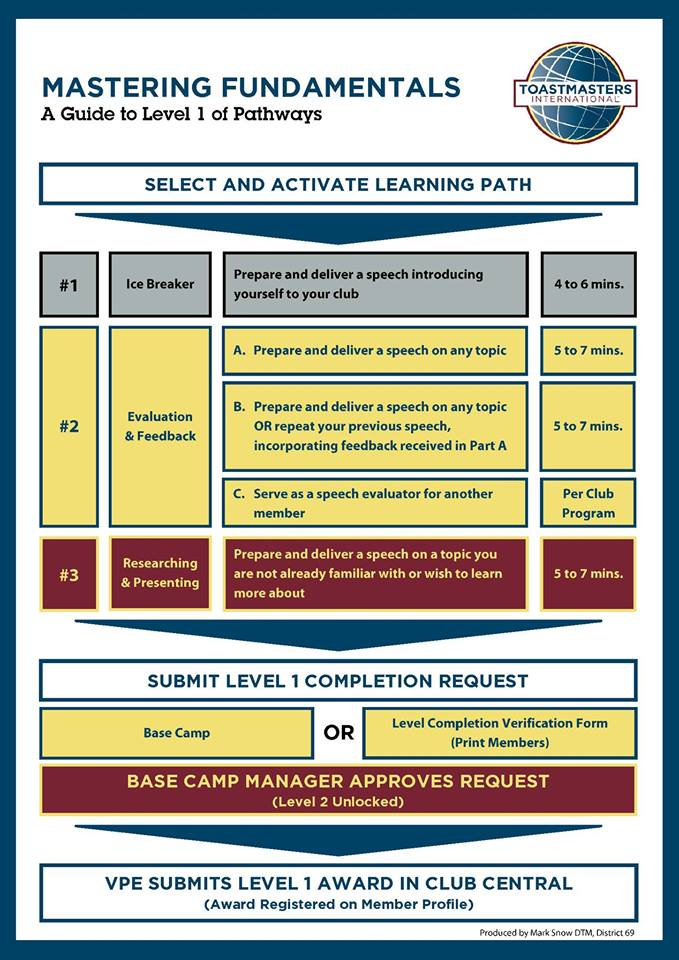 MASTERING FUNDAMENTALS
A Guide to Level 1 of Pathways
TOASTMASTERS
INTERNATIONAL
SELECT AND ACTIVATE LEARNING PATH
#1
Ice Breaker
Prepare and deliver a speech introducing
yourself to your club
4 to 6 mins.
#2
Evaluation
& Feedback
A. Prepare and deliver a speech on any topic
5 to 7 mins.
B. Prepare and deliver a speech on any topic
OR repeat your previous speech,
incorporating feedback received in Part A
5 to 7 mins.
C. Serve as a speech evaluator for another
member
Per Club
Program
#3
Researching
& Presenting
Prepare and deliver a speech on a topic you
are not already familiar with or wish to learn
more about
5 to 7 mins.
SUBMIT LEVEL 1 COMPLETION REQUEST
Base Camp
OR
Level Completion Verification Form
(Print Members)
BASE CAMP MANAGER APPROVES REQUEST
(Level 2 Unlocked)
VPE SUBMITS LEVEL 1 AWARD IN CLUB CENTRAL
(Award Registered on Member Profile)
Produced by Mark Snow DTM, District 69